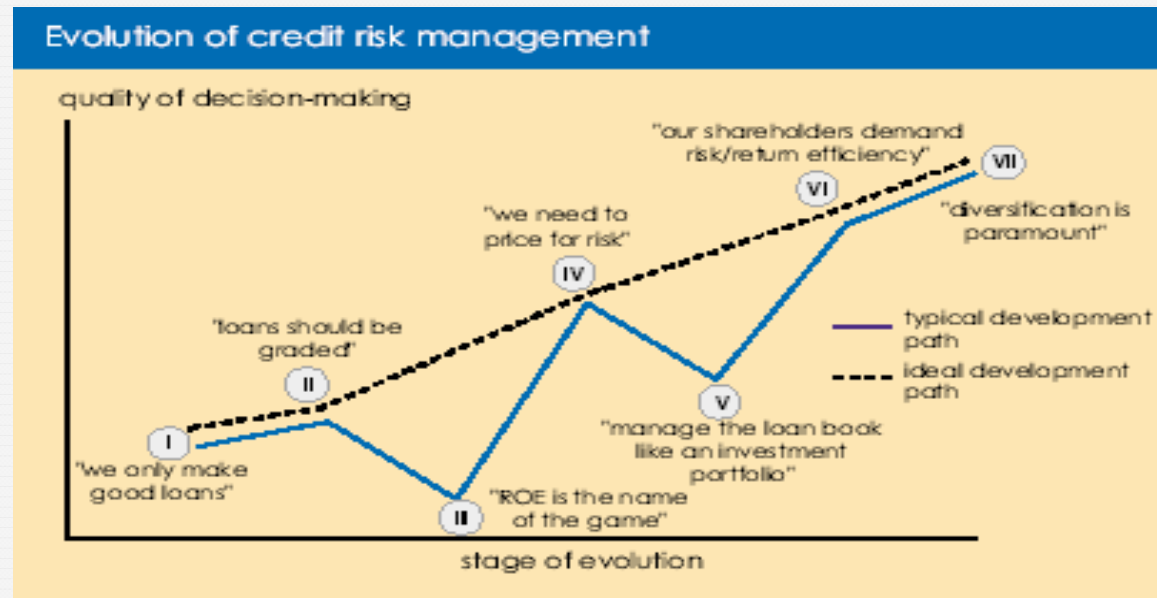 Evolution of credit risk management
quality of decision-making
"our shareholders demand
risk/return efficiency"
VII
VI
"diversification is
paramount"
"we need to
price for risk"
IV
"loans should be
graded"
II
typical development
path
ideal development
path
V
"manage the loan book
like an investment
portfolio"
I
"we only make
good loans"
III
"ROE is the name
of the game"
stage of evolution